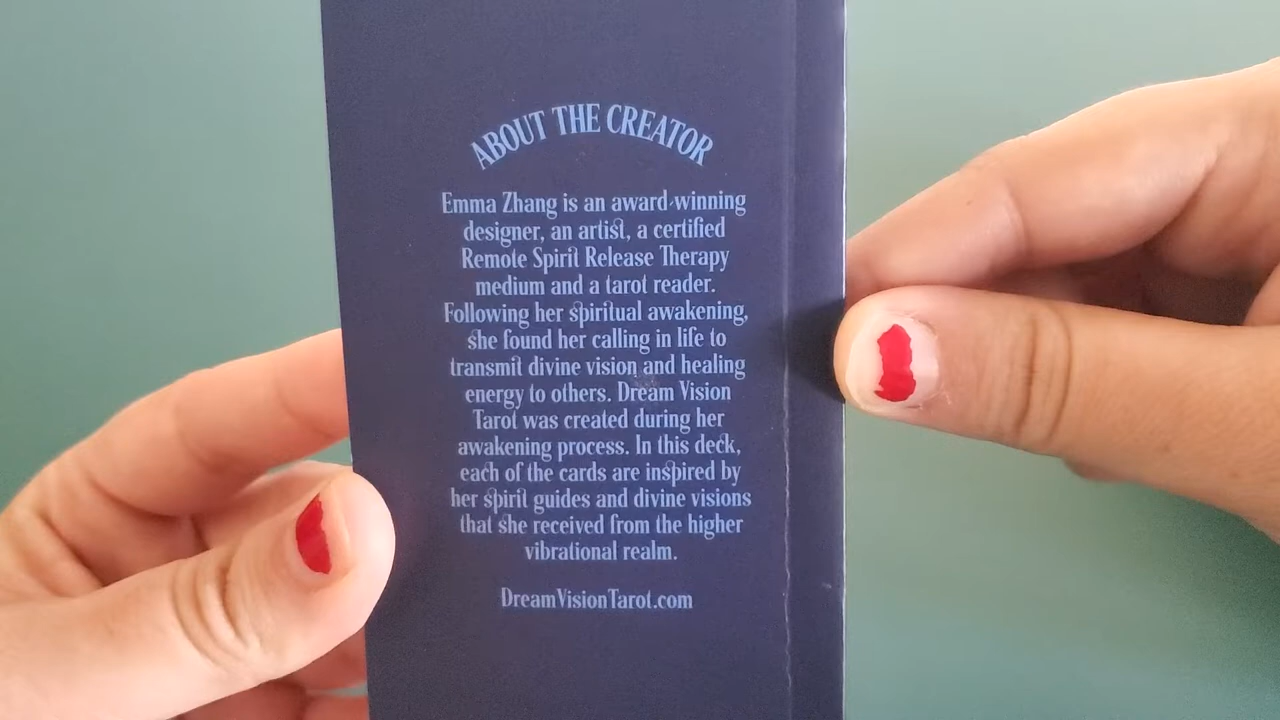 ABOUT THE CREATOR
Emma Zhang is an award-winning
designer, an artist, a certified
Remote Spirit Release Therapy
medium and a tarot reader.
Following her spiritual awakening,
she found her calling in life to
transmit divine vision and healing
energy to others. Dream Vision
Tarot was created during her
awakening process. In this deck,
each of the cards are inspired by
her spirit guides and divine visions
that she received from the higher
vibrational realm.
DreamVisionTarot.com